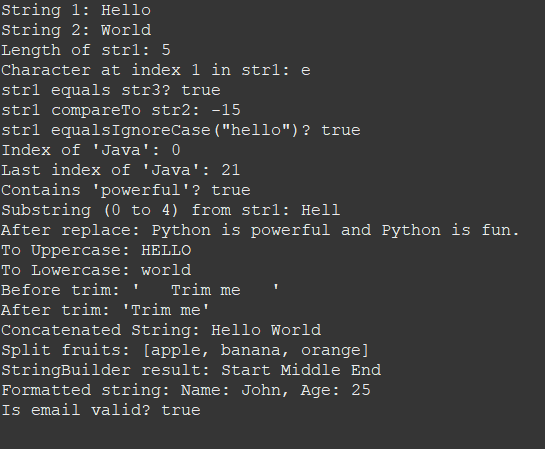 String 1: Hello
String 2: World
Length of str1: 5
Character at index 1 in str1: e
str1 equals str3? true
str1 compareTo str2: -15
str1 equalsIgnoreCase("hello")? true
Index of 'Java': 0
Last index of 'Java': 21
Contains 'powerful'? true
Substring (0 to 4) from str1: Hell
After replace: Python is powerful and Python is fun.
To Uppercase: HELLO
To Lowercase: world
Before trim: '   Trim me   '
After trim: 'Trim me'
Concatenated String: Hello World
Split fruits: [apple, banana, orange]
StringBuilder result: Start Middle End
Formatted string: Name: John, Age: 25
Is email valid? true